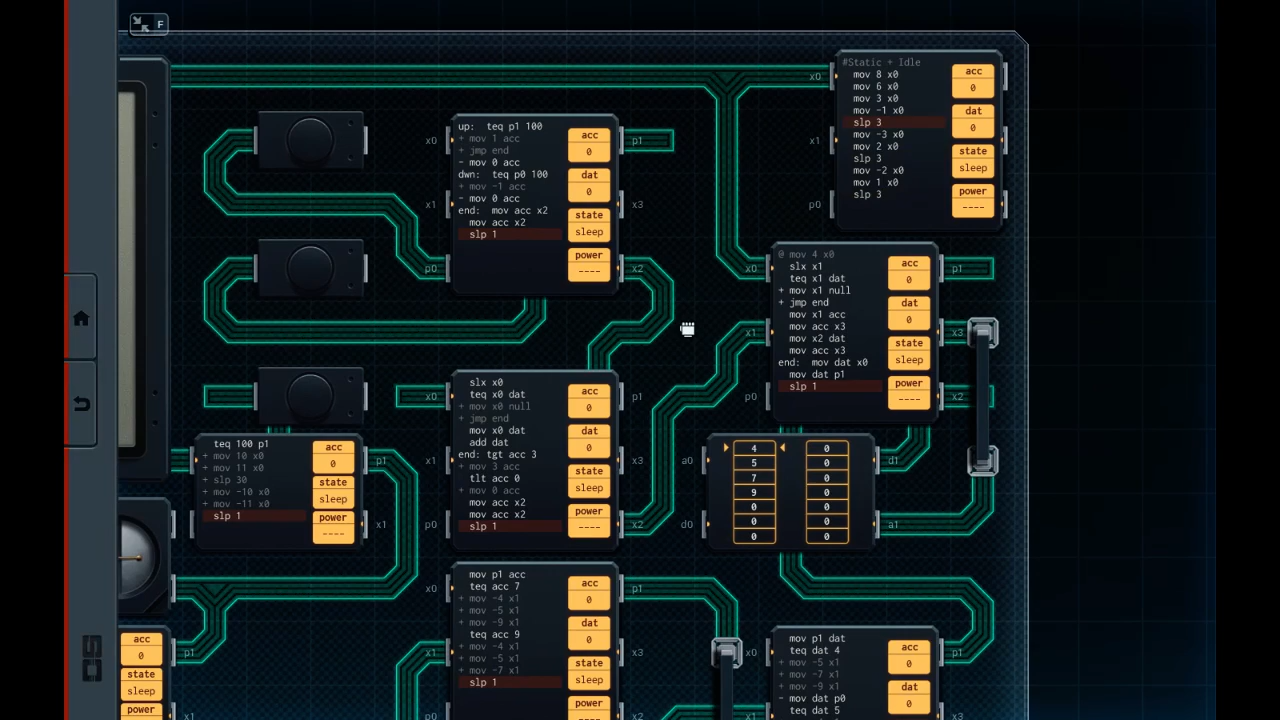 F
#Static + Idle
mov 8 x0
mov 6 x0
mov 3 x0
mov -1 x0
slp 3
mov -3 x0
mov 2 x0
slp 3
mov -2 x0
mov 1 x0
slp 3
acc
0
dat
0
state
sleep
power
----
x0
x1
p0
up: teq p1 100
+ mov 1 acc
+ jmp end
- mov 0 acc
dwn: teq p0 100
+ mov -1 acc
- mov 0 acc
end: mov acc x2
mov acc x2
slp 1
acc
0
dat
0
state
sleep
power
----
x0
x1
p0
p1
x3
x2
@ mov 4 x0
slx x1
teq x1 dat
+ mov x1 null
+ jmp end
mov x1 acc
mov acc x3
mov x2 dat
mov acc x3
end: mov dat x0
mov dat p1
slp 1
acc
0
dat
0
state
sleep
power
----
x0
x1
p0
p1
x3
x2
slx x0
teq x0 dat
+ mov x0 null
+ jmp end
mov x0 dat
add dat
end: tgt acc 3
+ mov 3 acc
tlt acc 0
+ mov 0 acc
mov acc x2
mov acc x2
slp 1
acc
0
dat
0
state
sleep
power
----
x0
x1
p0
p1
x3
x2
teq 100 p1
+ mov 10 x0
+ mov 11 x0
+ slp 30
+ mov -10 x0
+ mov -11 x0
slp 1
acc
0
state
sleep
power
----
p1
x1
a0
d0
4 0
5 0
7 0
9 0
0 0
0 0
0 0
d1
a1
mov p1 acc
teq acc 7
+ mov -4 x1
+ mov -5 x1
+ mov -9 x1
teq acc 9
+ mov -4 x1
+ mov -5 x1
+ mov -7 x1
slp 1
acc
0
dat
0
state
sleep
power
x0
x1
p0
p1
x3
x2
mov p1 dat
teq dat 4
+ mov -5 x1
+ mov -7 x1
+ mov -9 x1
- mov dat p0
teq dat 5
acc
0
dat
0
x0
x1
p1
x3
acc
0
state
sleep
power
p1
x1